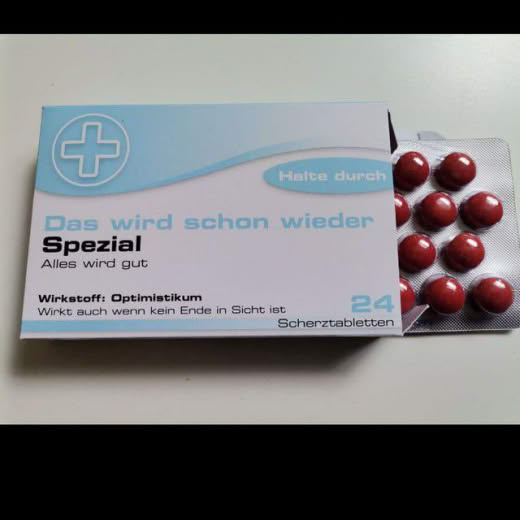 Halte durch
Das wird schon wieder
Spezial
Alles wird gut
Wirkstoff: Optimistikum
Wirkt auch wenn kein Ende in Sicht ist
24
Scherztabletten